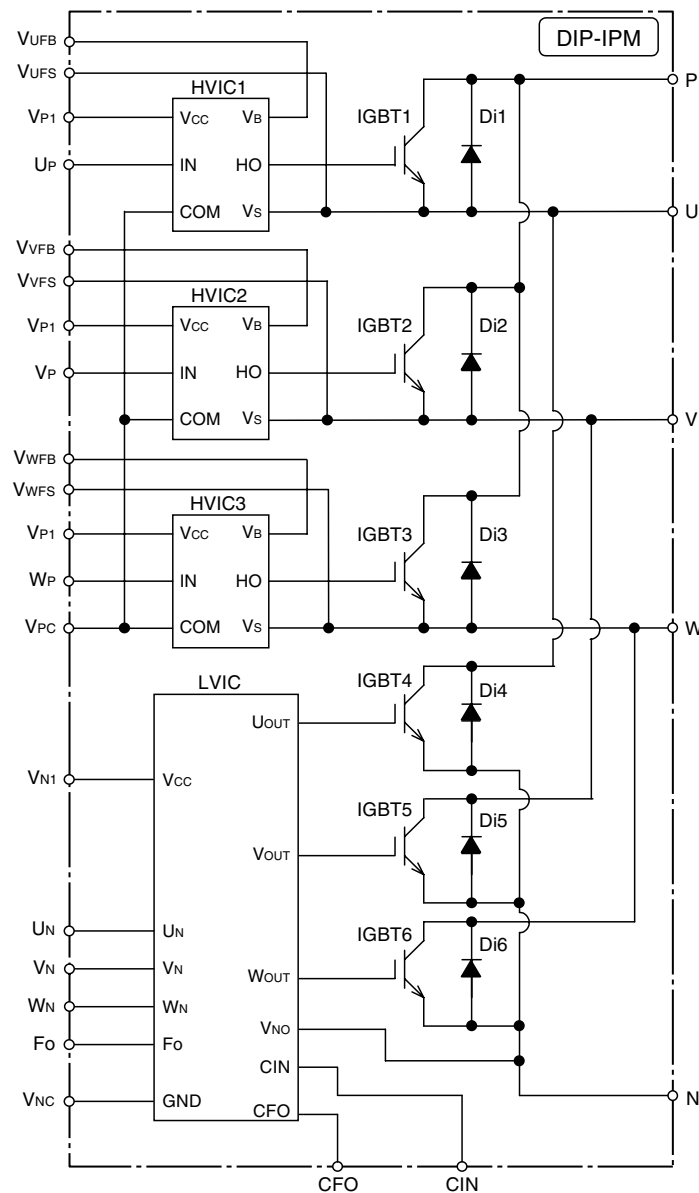 DIP-IPM
VUFB
VUFS
P
HVIC1
IGBT1
Di1
VP1
VCC
VB
UP
IN
HO
COM
VS
U
VVFB
VVFS
HVIC2
IGBT2
Di2
VP1
VCC
VB
VP
IN
HO
COM
VS
V
VWFB
VWFS
HVIC3
IGBT3
Di3
VP1
VCC
VB
WP
IN
HO
VPC
COM
VS
W
LVIC
IGBT4
Di4
UOUT
VN1
VCC
IGBT5
Di5
VOUT
UN
UN
IGBT6
Di6
VN
VN
WOUT
WN
WN
VNO
Fo
Fo
CIN
VNC
GND
CFO
N
CFO
CIN